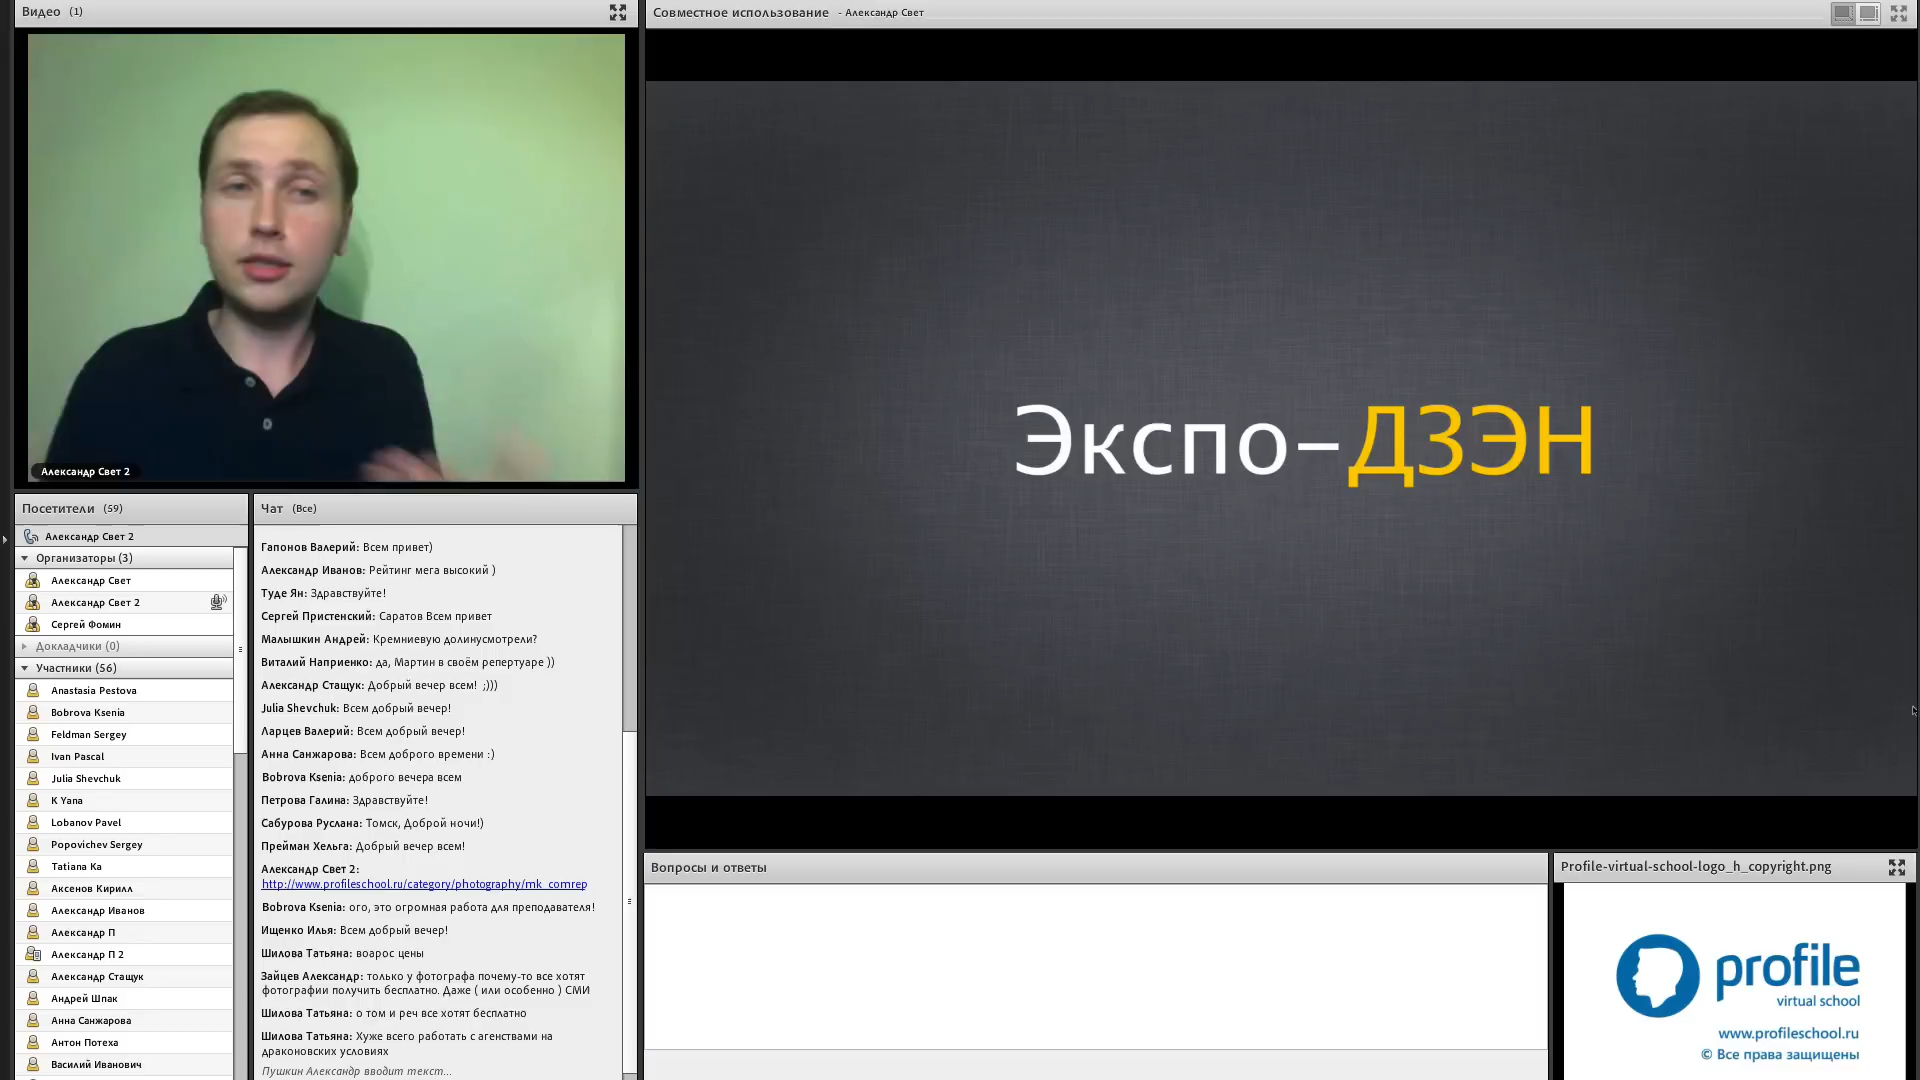 Видео (1)
Александр Свет 2
Посетители (59)
Александр Свет 2
Организаторы (3)
Александр Свет
Александр Свет 2
Сергей Фомин
Докладчики (0)
Участники (56)
Anastasia Pestova
Bobrova Ksenia
Feldman Sergey
Ivan Pascal
Julia Shevchuk
K Yana
Lobanov Pavel
Popovichev Sergey
Tatiana Ka
Аксенов Кирилл
Александр Иванов
Александр П
Александр П 2
Александр Стащук
Андрей Шпак
Анна Санжарова
Антон Потеха
Василий Иванович
Чат (Все)
Гапонов Валерий: Всем привет)
Александр Иванов: Рейтинг мега высокий )
Туде Ян: Здравствуйте!
Сергей Пристенский: Саратов Всем привет
Малышкин Андрей: Кремниевую долинусмотрели?
Виталий Наприенко: да, Мартин в своём репертуаре ))
Александр Стащук: Добрый вечер всем! ;)))
Julia Shevchuk: Всем добрый вечер!
Ларцев Валерий: Всем добрый вечер!
Анна Санжарова: Всем доброго времени :)
Bobrova Ksenia: доброго вечера всем
Петрова Галина: Здравствуйте!
Сабурова Руслана: Томск, Доброй ночи!)
Прейман Хельга: Добрый вечер всем!
Александр Свет 2:
http://www.profileschool.ru/category/photography/mk_comrep
Bobrova Ksenia: ого, это огромная работа для преподавателя!
Ищенко Илья: Всем добрый вечер!
Шилова Татьяна: воарос цены
Зайцев Александр: только у фотографа почему-то все хотят
фотографии получить бесплатно. Даже ( или особенно ) СМИ
Шилова Татьяна: о том и реч все хотят бесплатно
Шилова Татьяна: Хуже всего работать с агенствами на
драконовских условиях
Пушкин Александр вводит текст...
Совместное использование - Александр Свет
Экспо-ДЗЭН
Вопросы и ответы
Profile-virtual-school-logo_h_copyright.png
profile
virtual school
www.profileschool.ru
© Все права защищены